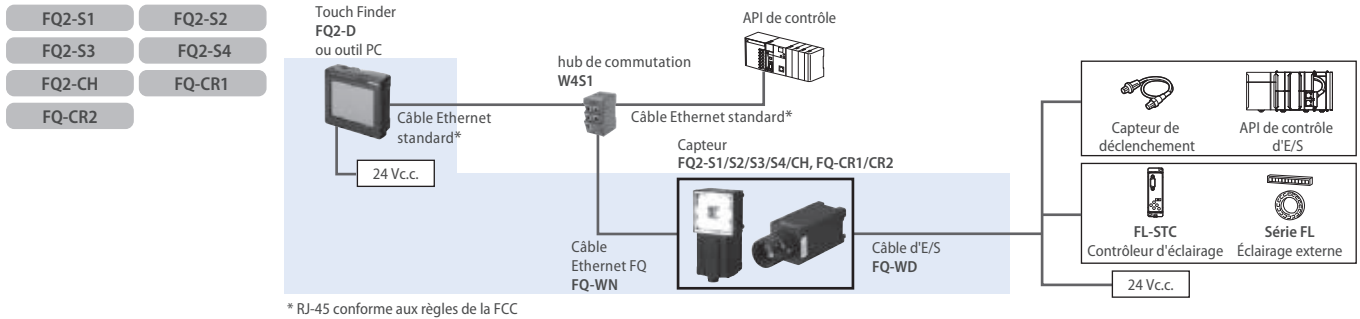 FQ2-S1
FQ2-S2
FQ2-S3
FQ2-S4
FQ2-CH
FQ-CR1
FQ-CR2
Touch Finder
FQ2-D
ou outil PC
Câble Ethernet
standard*
24 Vc.c.
hub de commutation
W4S1
API de contrôle
Câble Ethernet standard*
Capteur
FQ2-S1/S2/S3/S4/CH, FQ-CR1/CR2
Câble
Ethernet FQ
FQ-WN
Câble d'E/S
FQ-WD
Capteur de
déclenchement
API de contrôle
d'E/S
FL-STC
Contrôleur d'éclairage
Série FL
Éclairage externe
24 Vc.c.
* RJ-45 conforme aux règles de la FCC